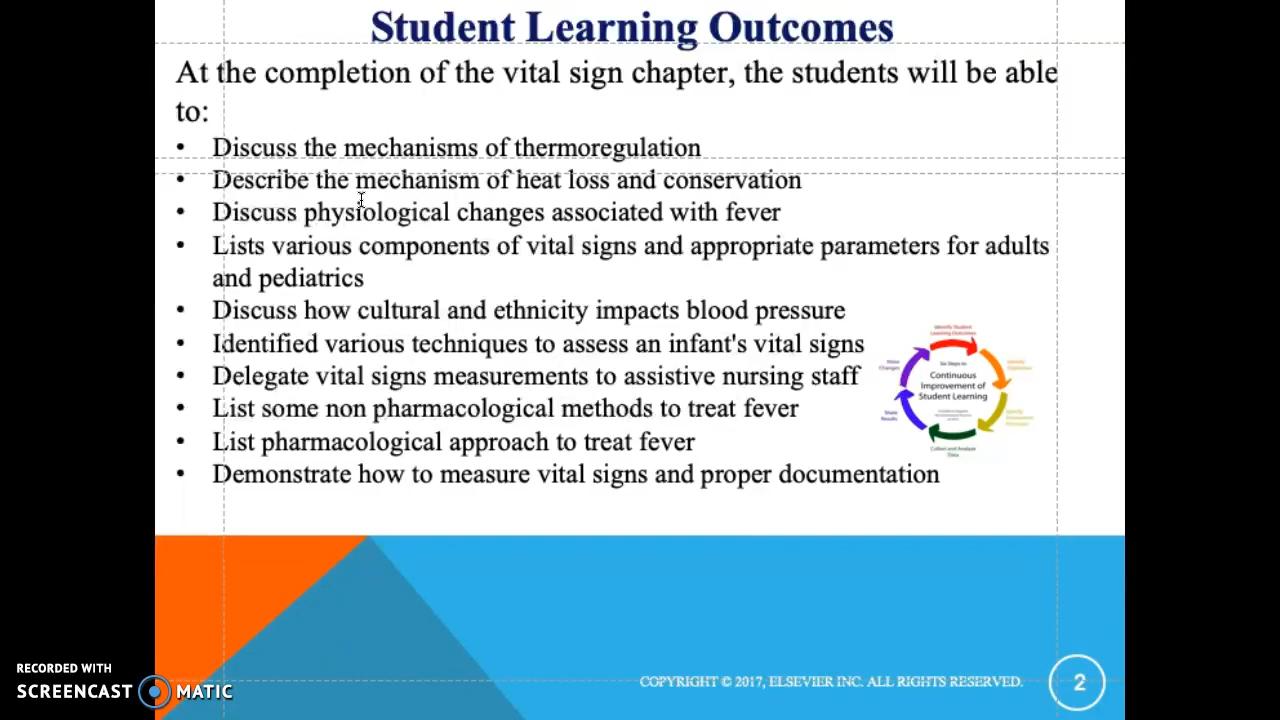 Student Learning Outcomes
At the completion of the vital sign chapter, the students will be able
to:
• Discuss the mechanisms of thermoregulation
• Describe the mechanism of heat loss and conservation
• Discuss physiological changes associated with fever
• Lists various components of vital signs and appropriate parameters for adults
and pediatrics
• Discuss how cultural and ethnicity impacts blood pressure
• Identified various techniques to assess an infant's vital signs
• Delegate vital signs measurements to assistive nursing staff
• List some non pharmacological methods to treat fever
• List pharmacological approach to treat fever
• Demonstrate how to measure vital signs and proper documentation
Identify Student
Learning Outcomes
Make
Changes
Six Steps to
Continuous
Improvement of
Student Learning
Share
Results
Collect and Analyze
Data
RECORDED WITH
SCREENCAST MATIC
COPYRIGHT © 2017, ELSEVIER INC. ALL RIGHTS RESERVED.
2